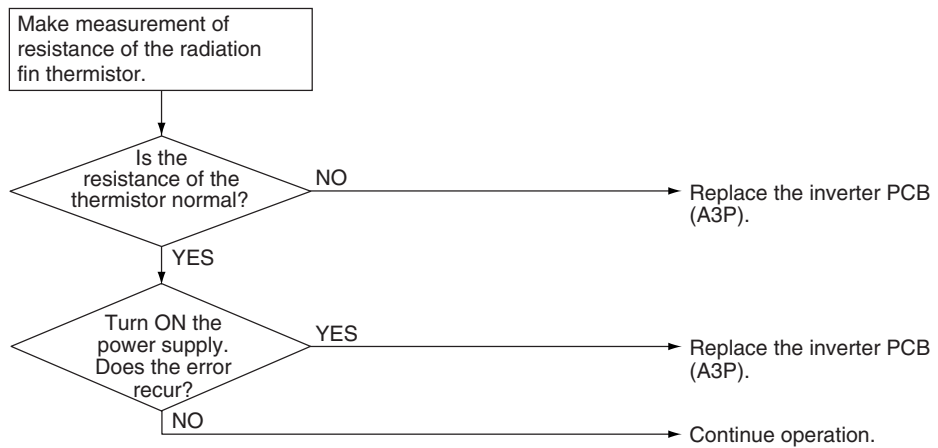 Make measurement of
resistance of the radiation
fin thermistor.
Is the
resistance of the
thermistor normal?
NO
Replace the inverter PCB
(A3P).
YES
Turn ON the
power supply.
Does the error
recur?
YES
Replace the inverter PCB
(A3P).
NO
Continue operation.